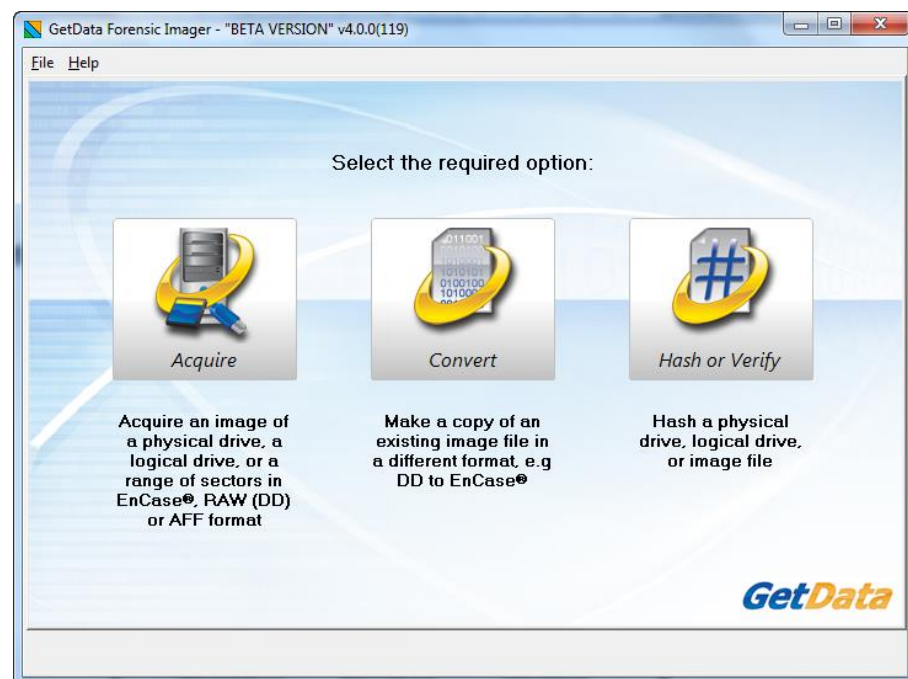 GetData Forensic Imager - "BETA VERSION" v4.0.0(119)
File Help
Select the required option:
Acquire
Convert
Hash or Verify
Acquire an image of
a physical drive, a
logical drive, or a
range of sectors in
EnCase®, RAW (DD)
or AFF format
Make a copy of an
existing image file in
a different format, e.g
DD to EnCase®
Hash a physical
drive, logical drive,
or image file
GetData